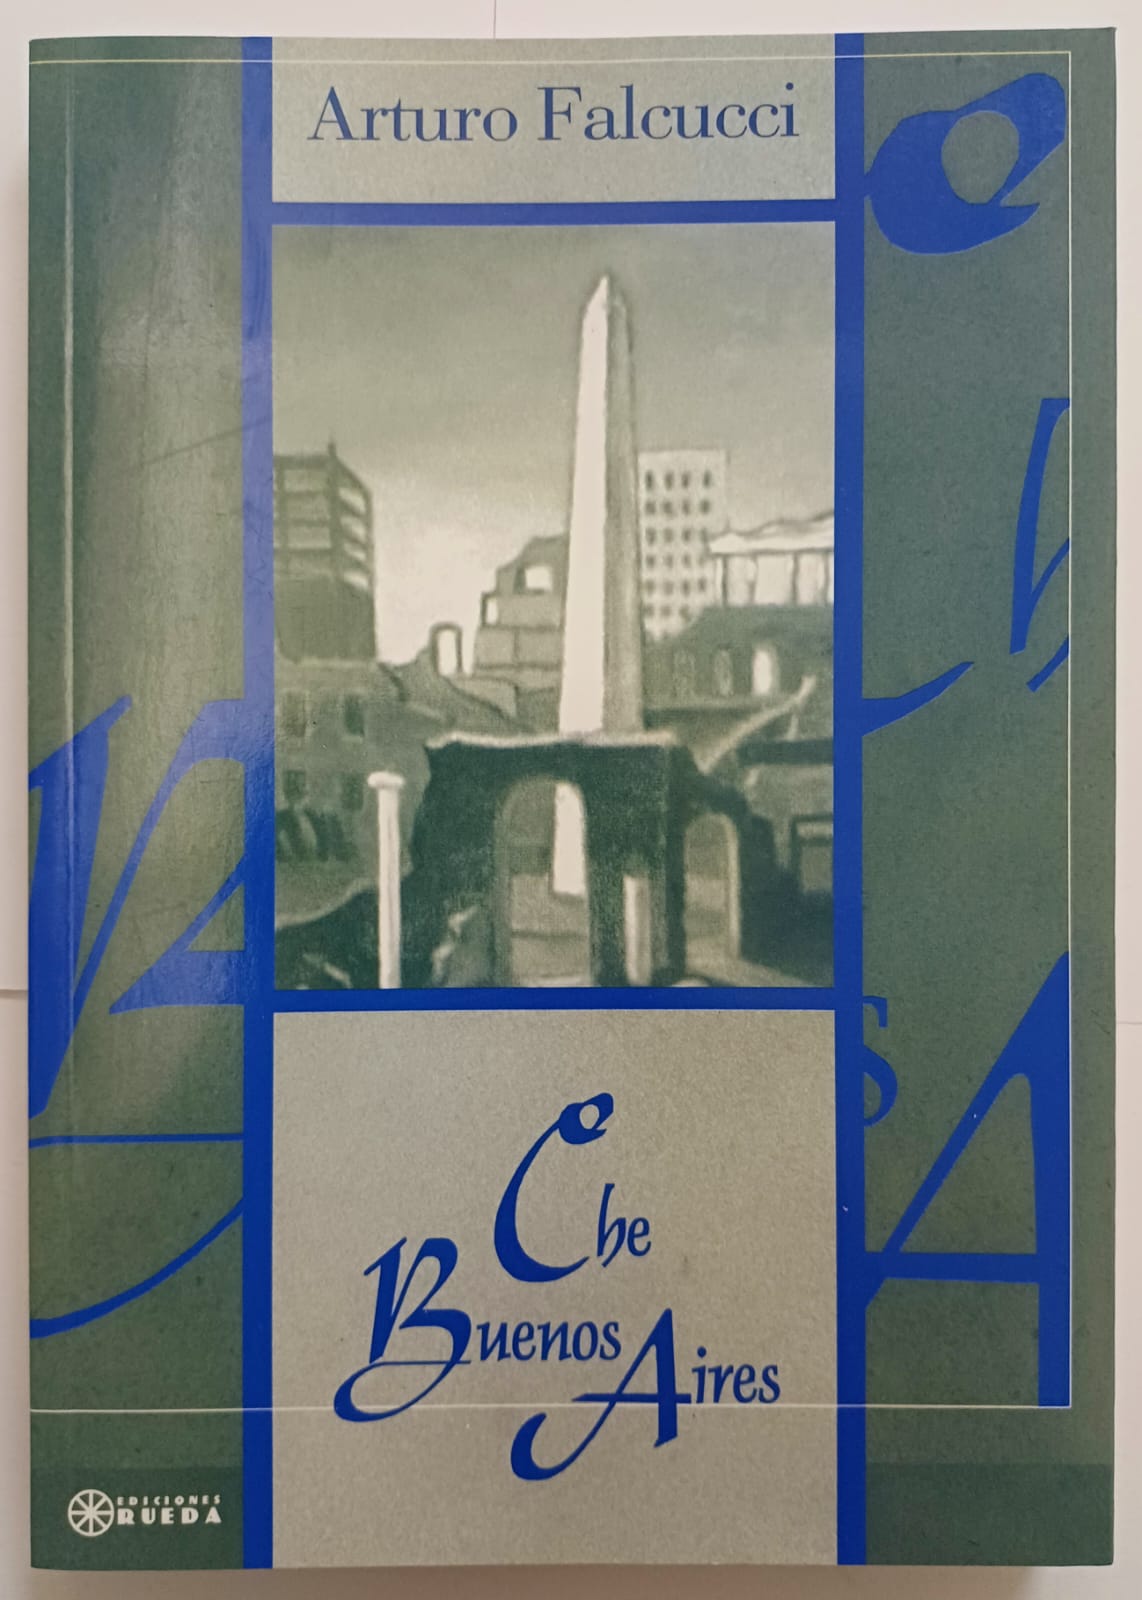 Arturo Falcucci
Che
Buenos Aires
EDICIONES
RUEDA